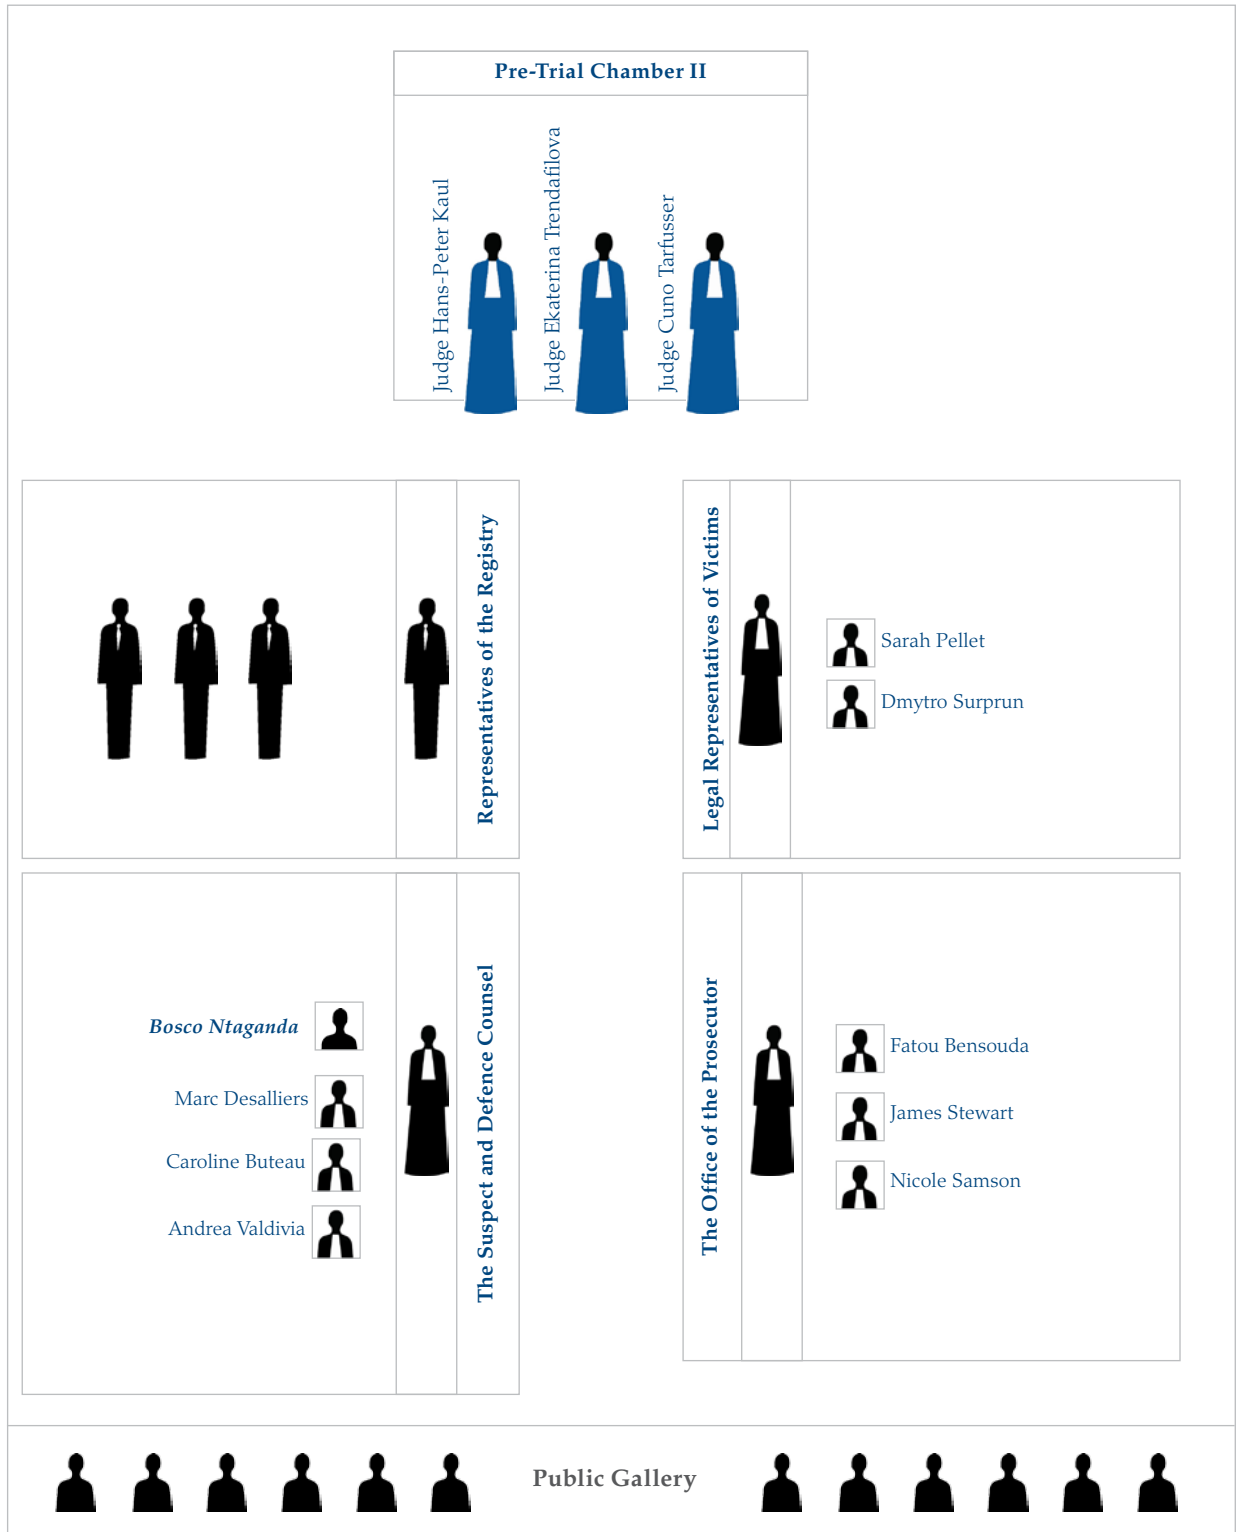 Pre-Trial Chamber II
Judge Hans-Peter Kaul
Judge Ekaterina Trendafilova
Judge Cuno Tarfusser
Representatives of the Registry
Legal Representatives of Victims
Sarah Pellet
Dmytro Surprun
The Suspect and Defence Counsel
Bosco Ntaganda
Marc Desalliers
Caroline Buteau
Andrea Valdivia
The Office of the Prosecutor
Fatou Bensouda
James Stewart
Nicole Samson
Public Gallery